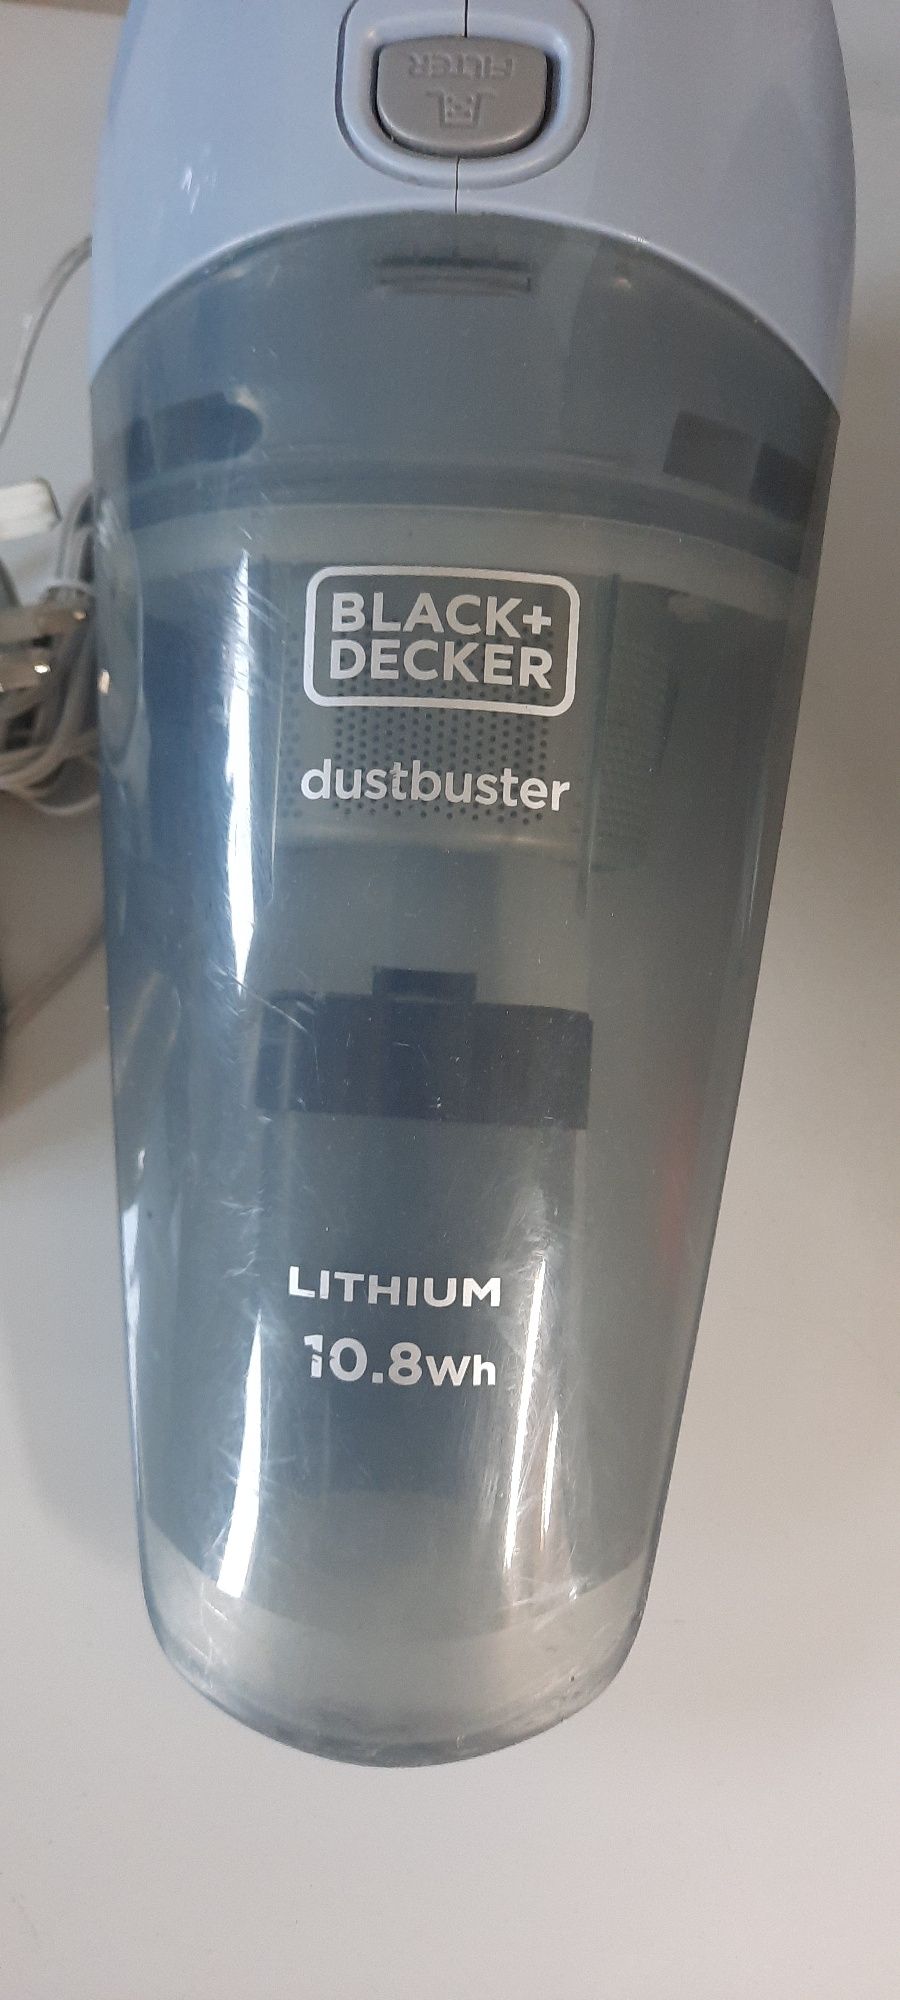 FILTER
BLACK+
DECKER
dustbuster
LITHIUM
10.8Wh